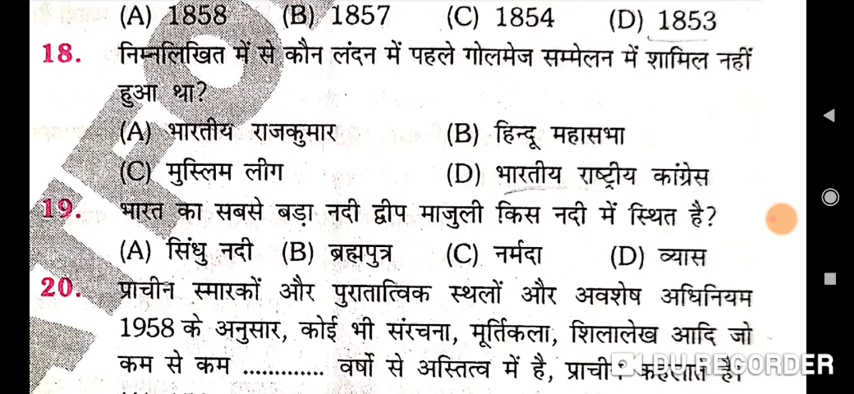 (A) 1858 (B) 1857 (C) 1854 (D) 1853
18. निम्नलिखित में से कौन लंदन में पहले गोलमेज सम्मेलन में शामिल नहीं
हुआ था?
(A) भारतीय राजकुमार (B) हिन्दू महासभा
(C) मुस्लिम लीग (D) भारतीय राष्ट्रीय कांग्रेस
19. भारत का सबसे बड़ा नदी द्वीप माजुली किस नदी में स्थित है?
(A) सिंधु नदी (B) ब्रह्मपुत्र (C) नर्मदा (D) व्यास
20. प्राचीन स्मारकों और पुरातात्विक स्थलों और अवशेष अधिनियम
1958 के अनुसार, कोई भी संरचना, मूर्तिकला, शिलालेख आदि जो
कम से कम ............. वर्षो से अस्तित्व में है, प्राचीन कहलाते है।
DU RECORDER